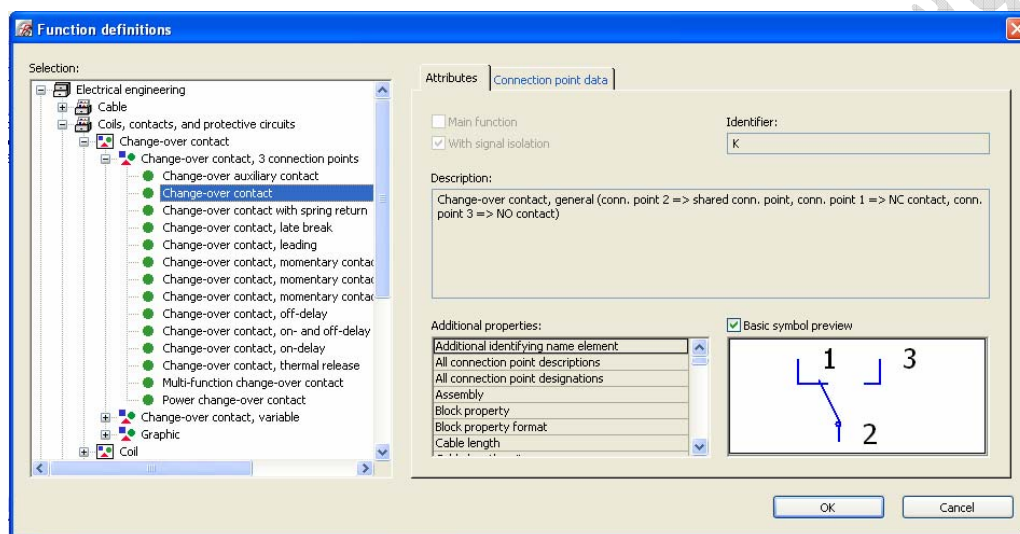 Function definitions
Selection:
Electrical engineering
Cable
Coils, contacts, and protective circuits
Change-over contact
Change-over contact, 3 connection points
Change-over auxiliary contact
Change-over contact
Change-over contact with spring return
Change-over contact, late break
Change-over contact, leading
Change-over contact, momentary contac
Change-over contact, momentary contac
Change-over contact, momentary contac
Change-over contact, off-delay
Change-over contact, on- and off-delay
Change-over contact, on-delay
Change-over contact, thermal release
Multi-function change-over contact
Power change-over contact
Change-over contact, variable
Graphic
Coil
Attributes
Connection point data
Main function
With signal isolation
Identifier:
K
Description:
Change-over contact, general (conn. point 2 => shared conn. point, conn. point 1 => NC contact, conn.
point 3 => NO contact)
Additional properties:
Additional identifying name element
All connection point descriptions
All connection point designations
Assembly
Block property
Block property format
Cable length
Basic symbol preview
1 3
2
OK
Cancel